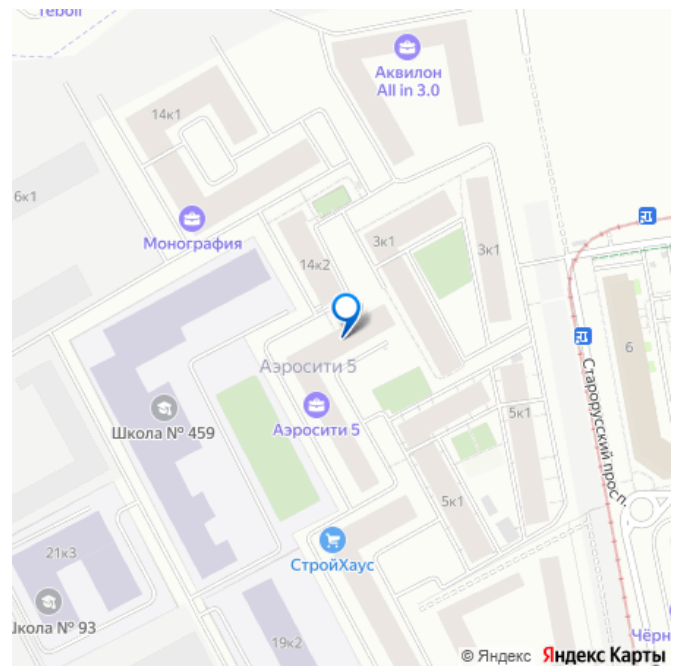 Teboil
Аквилон
All in 3.0
14к1
6к1
Монография
3к1
3к1
14к2
6
Аэросити 5
Старорусский просп.
Аэросити 5
Школа № 459
5к1
5к1
СтройХаус
21к3
Школа № 93
19к2
Чёрн
© Яндекс Яндекс Карты